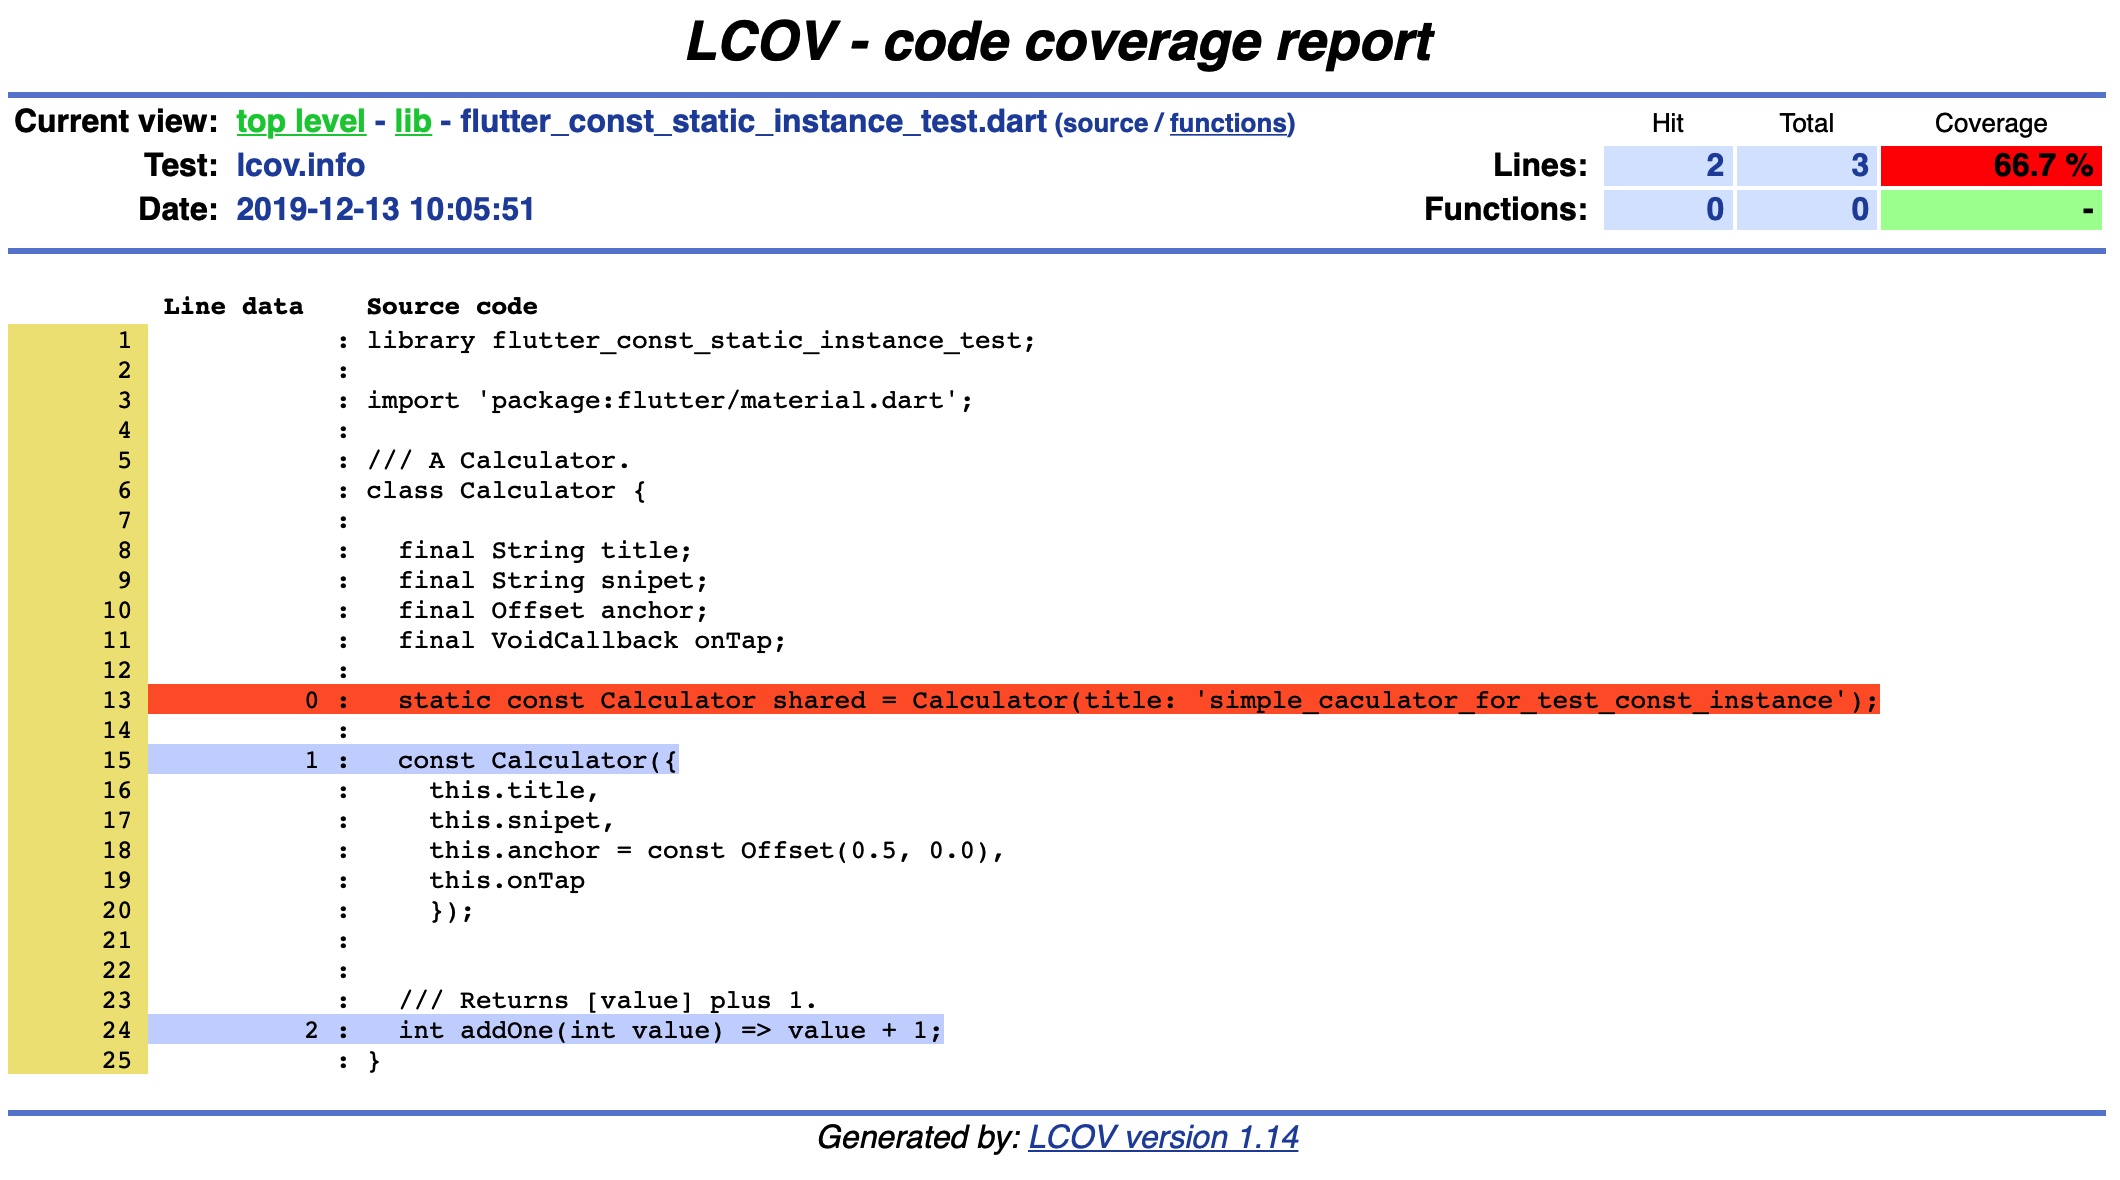 LCOV - code coverage report
Current view: top level - lib - flutter_const_static_instance_test.dart (source / functions) Hit Total Coverage
Test: lcov.info Lines: 2 3 66.7 %
Date: 2019-12-13 10:05:51 Functions: 0 0 -
Line data Source code
1 : library flutter_const_static_instance_test;
2 :
3 : import 'package:flutter/material.dart';
4 :
5 : /// A Calculator.
6 : class Calculator {
7 :
8 : final String title;
9 : final String snipet;
10 : final Offset anchor;
11 : final VoidCallback onTap;
12 :
13 0 : static const Calculator shared = Calculator(title: 'simple_caculator_for_test_const_instance');
14 :
15 1 : const Calculator({
16 : this.title,
17 : this.snipet,
18 : this.anchor = const Offset(0.5, 0.0),
19 : this.onTap
20 : });
21 :
22 :
23 : /// Returns [value] plus 1.
24 2 : int addOne(int value) => value + 1;
25 : }
Generated by: LCOV version 1.14